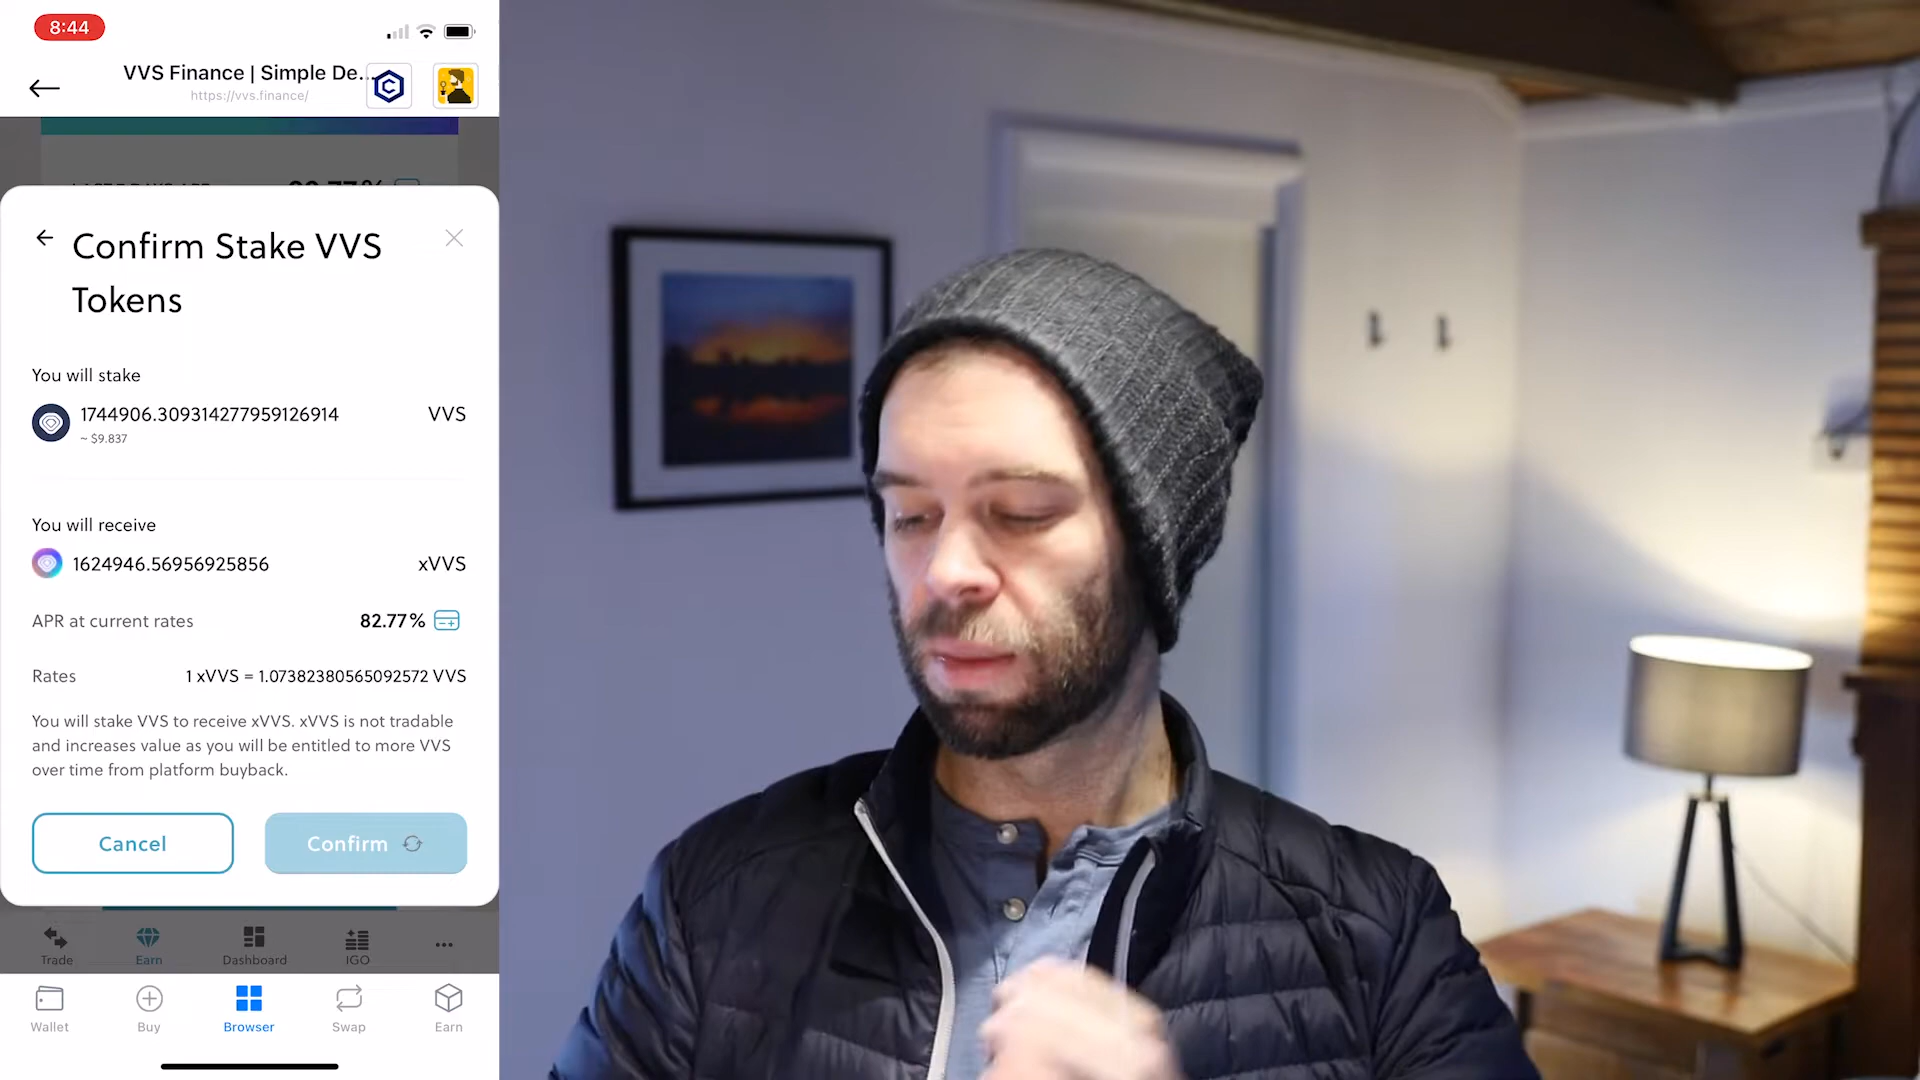 8:44
VVS Finance | Simple De...
https://vvs.finance/
Confirm Stake VVS
Tokens
You will stake
1744906.309314277959126914 VVS
~ $9.837
You will receive
1624946.56956925856 xVVS
APR at current rates 82.77%
Rates 1 xVVS = 1.07382380565092572 VVS
You will stake VVS to receive xVVS. xVVS is not tradable
and increases value as you will be entitled to more VVS
over time from platform buyback.
Cancel Confirm
Trade Earn Dashboard IGO
Wallet Buy Browser Swap Earn